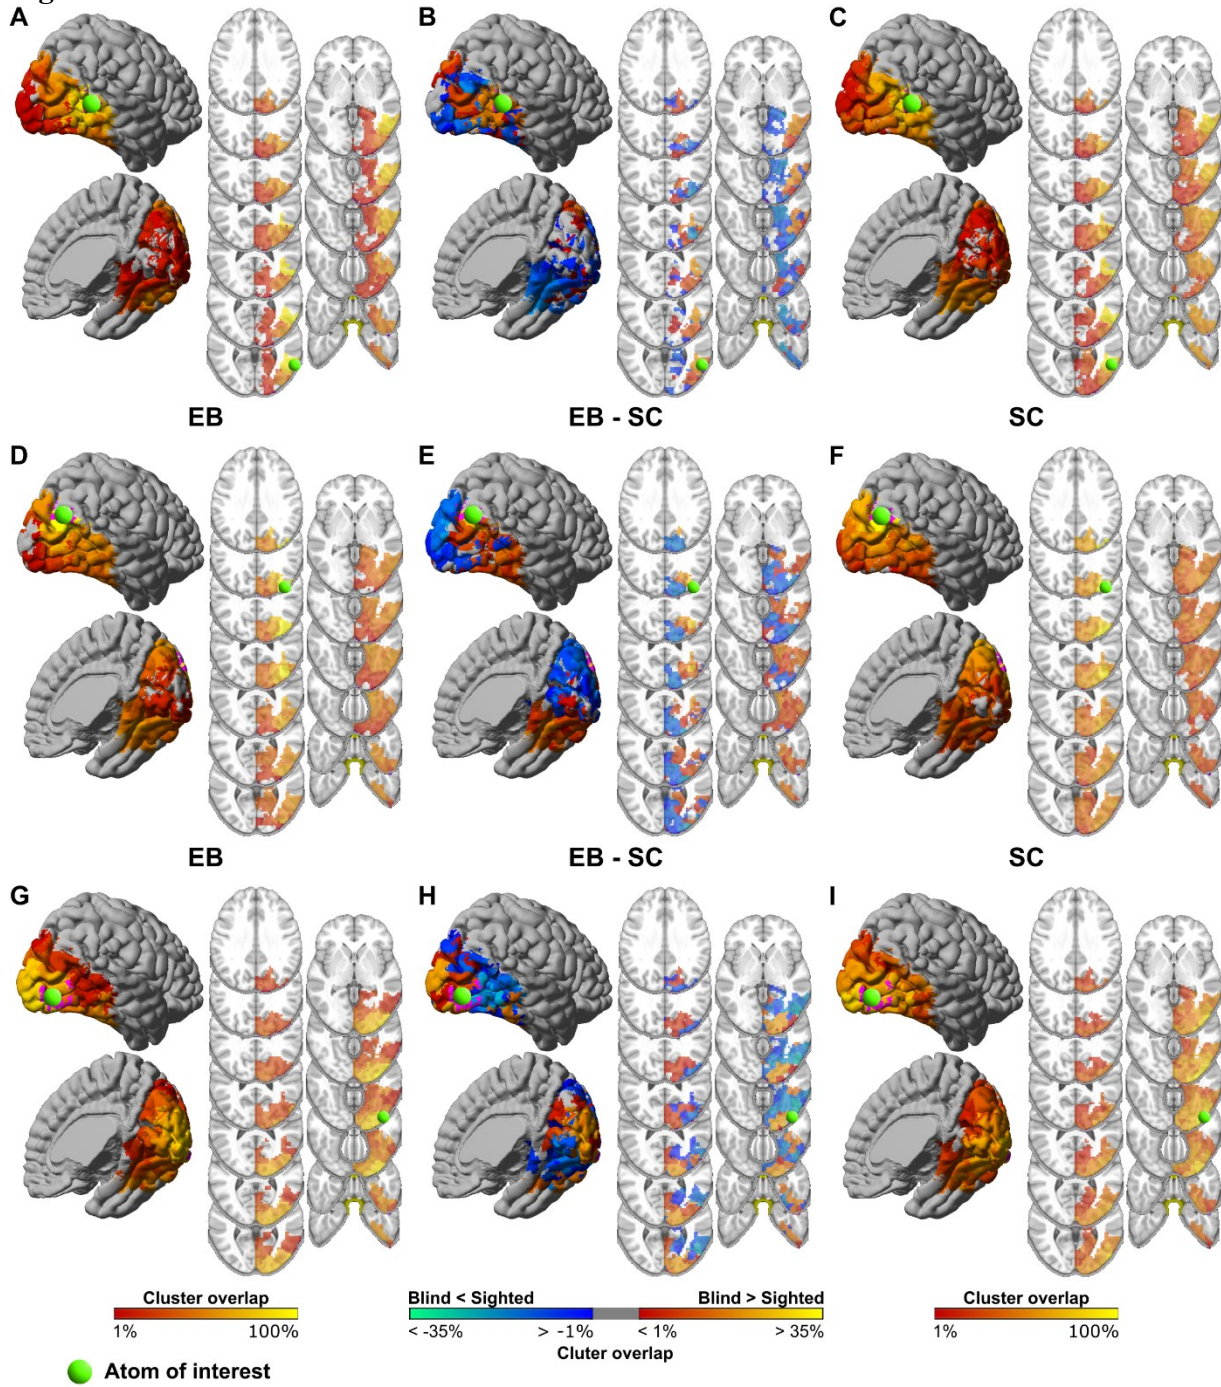 A B C
EB EB - SC SC
D E F
EB EB - SC SC
G H I
Cluster overlap Blind < Sighted Blind > Sighted Cluster overlap
1% 100% < -35% > -1% < 1% > 35% 1% 100%
Cluter overlap
Atom of interest